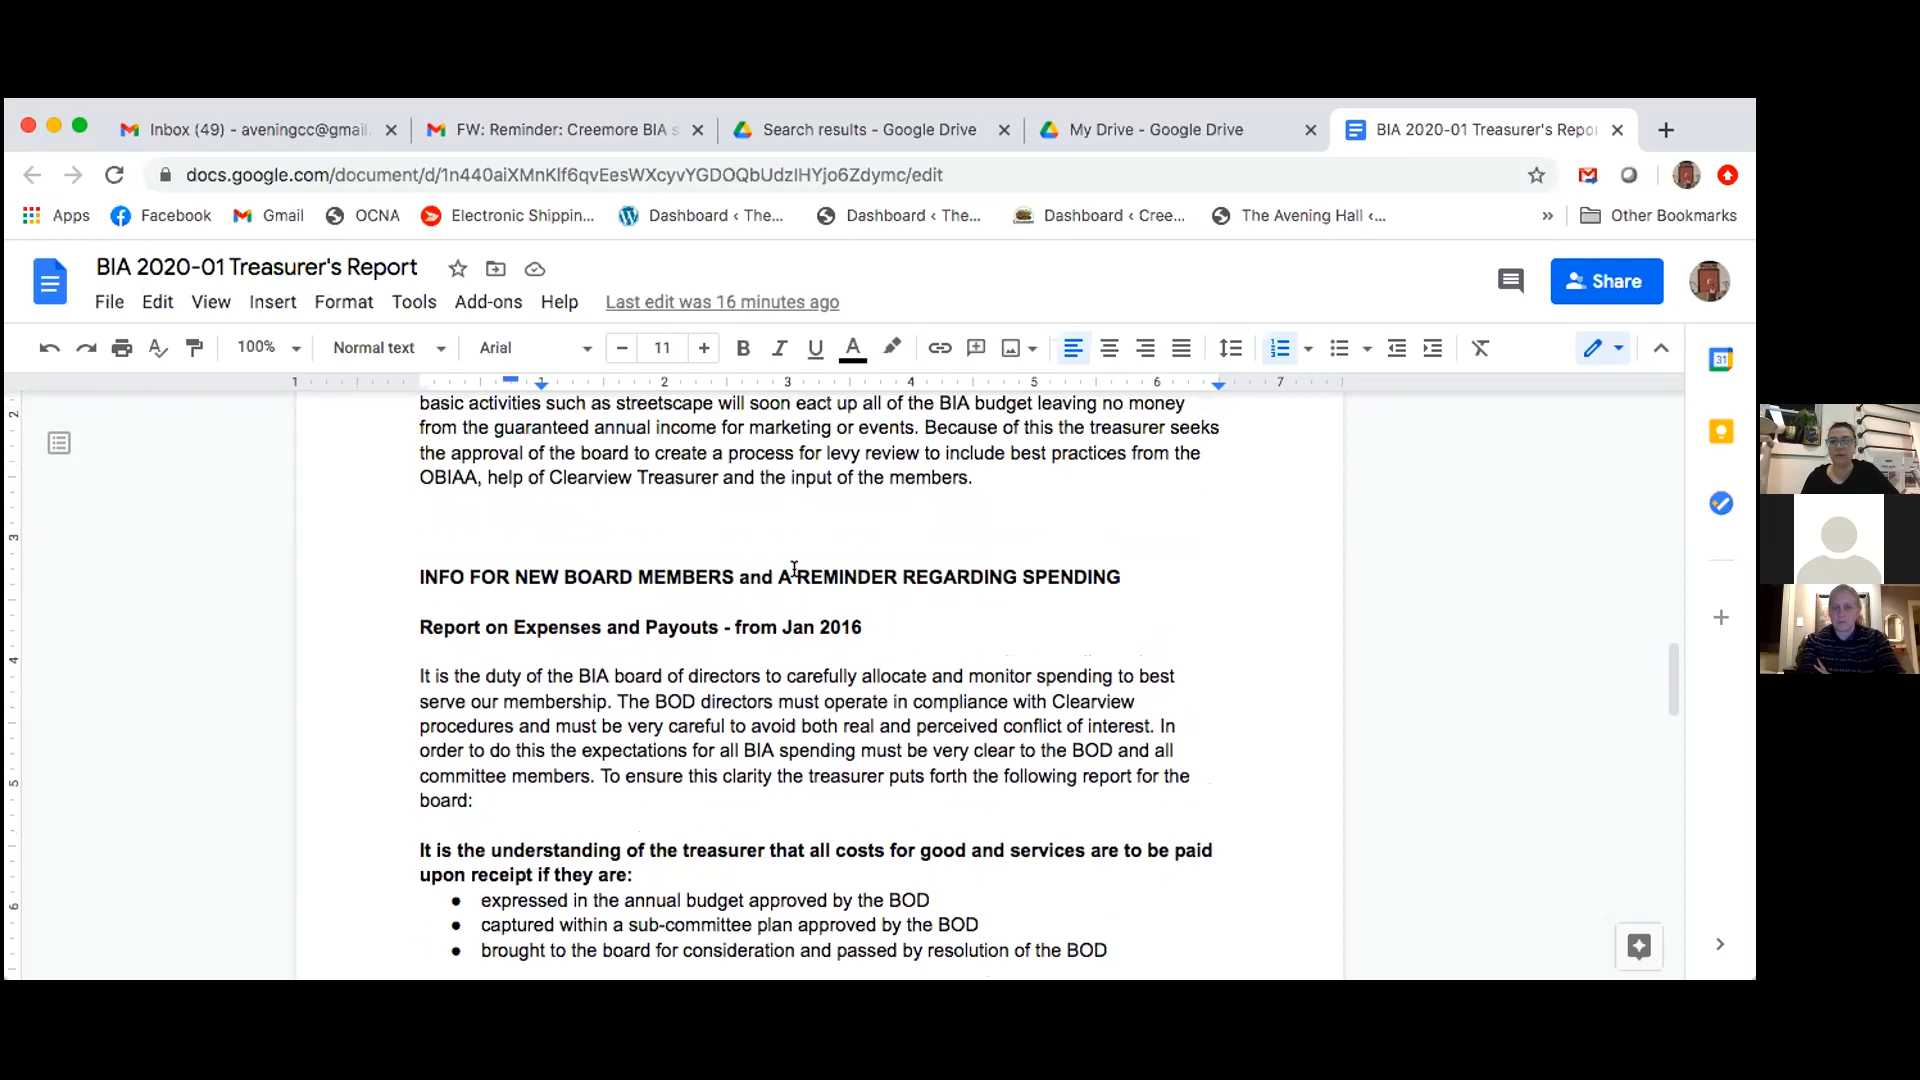 Inbox (49) - aveningcc@gmail.
FW: Reminder: Creemore BIA s
Search results - Google Drive
My Drive - Google Drive
BIA 2020-01 Treasurer's Repor
docs.google.com/document/d/1n440aiXMnKlf6qvEesWXcyvYGDOQbUdzIHYjo6Zdymc/edit
Apps
Facebook
Gmail
OCNA
Electronic Shippin...
Dashboard ‹ The...
Dashboard ‹ The...
Dashboard ‹ Cree...
The Avening Hall ‹...
»
Other Bookmarks
BIA 2020-01 Treasurer's Report
File Edit View Insert Format Tools Add-ons Help Last edit was 16 minutes ago
Share
100% Normal text Arial 11 B I U A
1 1 2 3 4 5 6 7
2
3
4
5
6
31
basic activities such as streetscape will soon eact up all of the BIA budget leaving no money
from the guaranteed annual income for marketing or events. Because of this the treasurer seeks
the approval of the board to create a process for levy review to include best practices from the
OBIAA, help of Clearview Treasurer and the input of the members.
INFO FOR NEW BOARD MEMBERS and A REMINDER REGARDING SPENDING
Report on Expenses and Payouts - from Jan 2016
It is the duty of the BIA board of directors to carefully allocate and monitor spending to best
serve our membership. The BOD directors must operate in compliance with Clearview
procedures and must be very careful to avoid both real and perceived conflict of interest. In
order to do this the expectations for all BIA spending must be very clear to the BOD and all
committee members. To ensure this clarity the treasurer puts forth the following report for the
board:
It is the understanding of the treasurer that all costs for good and services are to be paid
upon receipt if they are:
● expressed in the annual budget approved by the BOD
● captured within a sub-committee plan approved by the BOD
● brought to the board for consideration and passed by resolution of the BOD